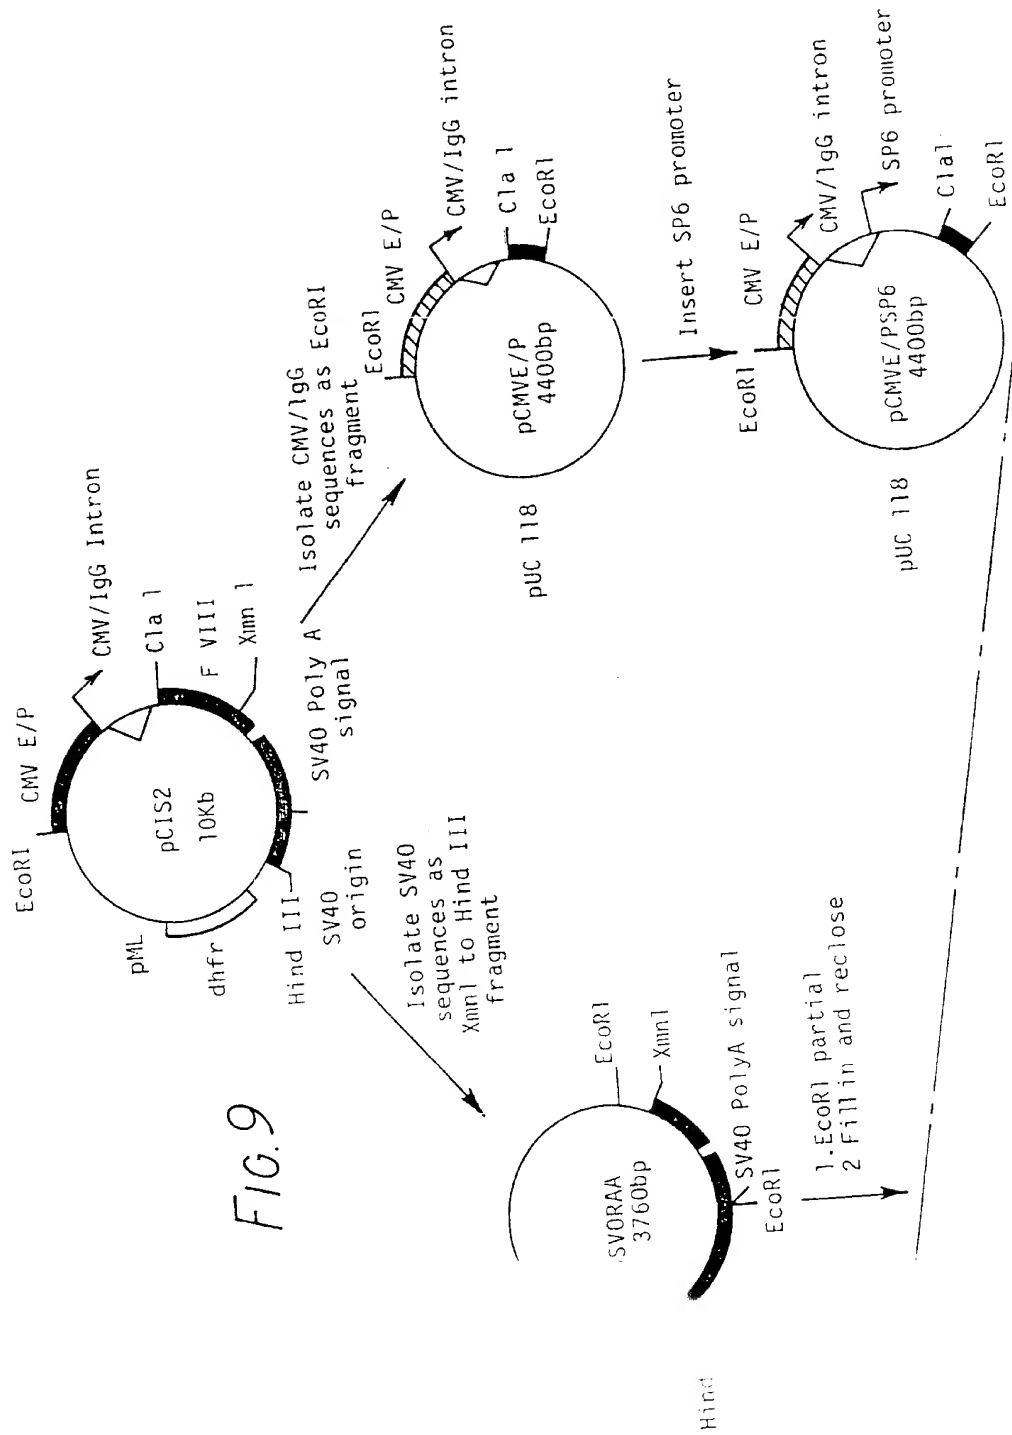 FIG. 9
EcoRI
CMV E/P
CMV/IgG Intron
Cla 1
F VIII
Xmn 1
SV40 Poly A
signal
pCIS2
10Kb
pML
dhfr
Hind III
SV40
origin
Isolate SV40
sequences as
Xmn1 to Hind III
fragment
Isolate CMV/IgG
sequences as EcoRI
fragment
EcoRI
CMV E/P
CMV/IgG intron
Cla 1
EcoRI
pCMVE/P
4400bp
pUC 118
Insert SP6 promoter
EcoRI
CMV E/P
CMV/IgG intron
SP6 promoter
Cla1
EcoRI
pCMVE/PSP6
4400bp
pUC 118
EcoRI
Xmn1
SVORAA
3760bp
SV40 PolyA signal
EcoRI
Hind
1.EcoRI partial
2 Fill in and reclose